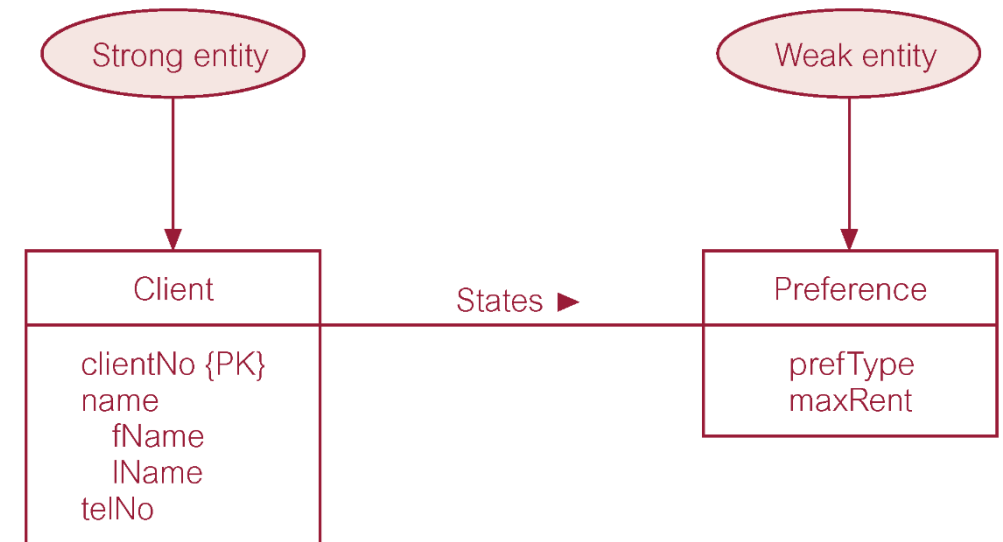 Strong entity
Weak entity
Client
States ►
Preference
clientNo {PK}
name
fName
lName
telNo
prefType
maxRent